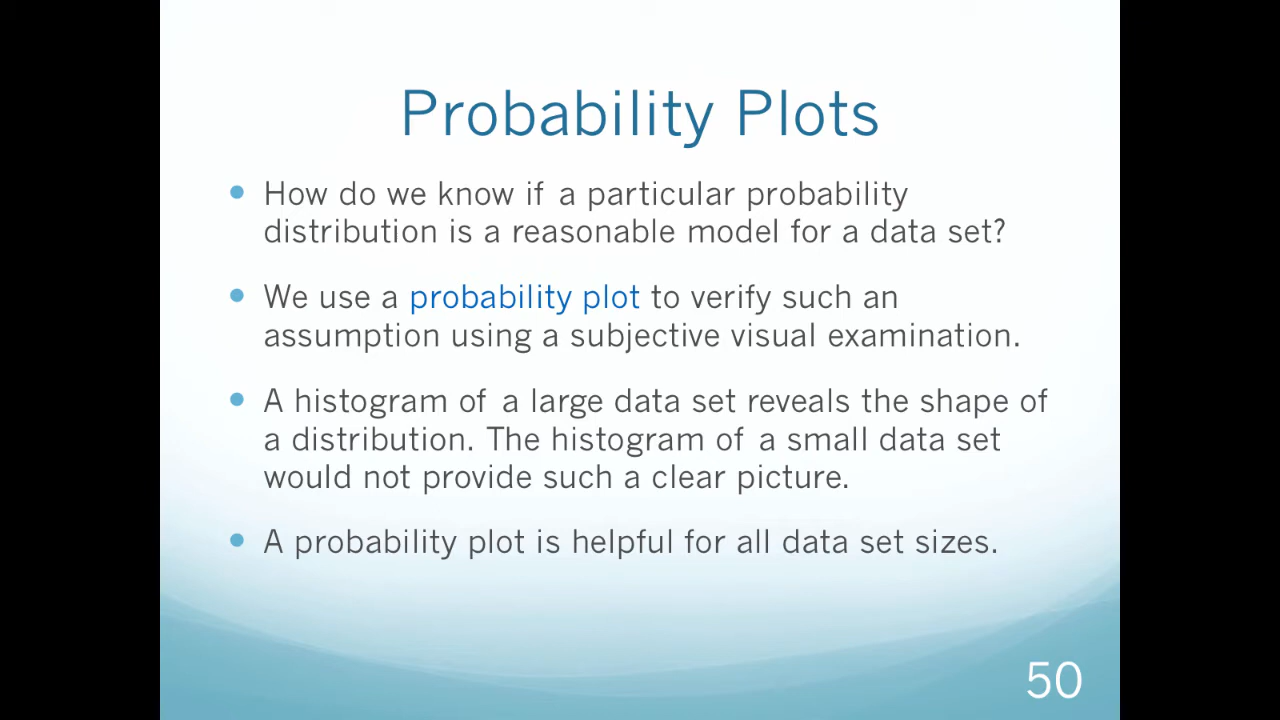 Probability Plots
• How do we know if a particular probability
distribution is a reasonable model for a data set?
• We use a probability plot to verify such an
assumption using a subjective visual examination.
• A histogram of a large data set reveals the shape of
a distribution. The histogram of a small data set
would not provide such a clear picture.
• A probability plot is helpful for all data set sizes.
50